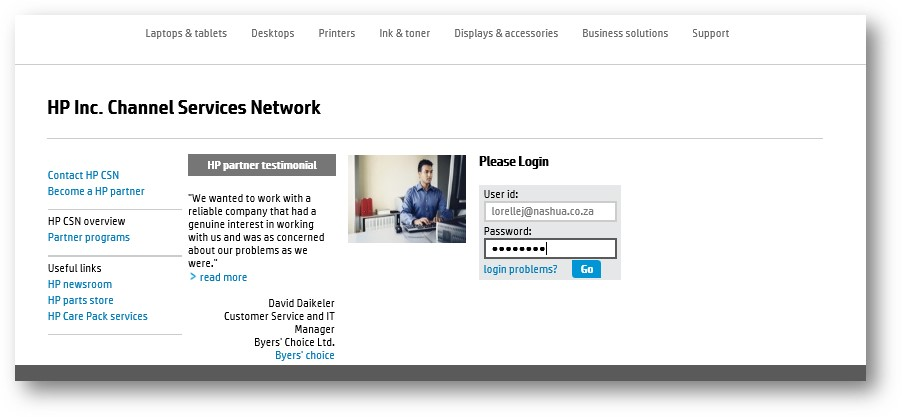 Laptops & tablets Desktops Printers Ink & toner Displays & accessories Business solutions Support
HP Inc. Channel Services Network
Contact HP CSN
Become a HP partner
HP CSN overview
Partner programs
Useful links
HP newsroom
HP parts store
HP Care Pack services
HP partner testimonial
"We wanted to work with a
reliable company that had a
genuine interest in working
with us and was as concerned
about our problems as we
were."
> read more
David Daikeler
Customer Service and IT
Manager
Byers' Choice Ltd.
Byers' choice
Please Login
User id:
lorellej@nashua.co.za
Password:
••••••••
login problems? Go